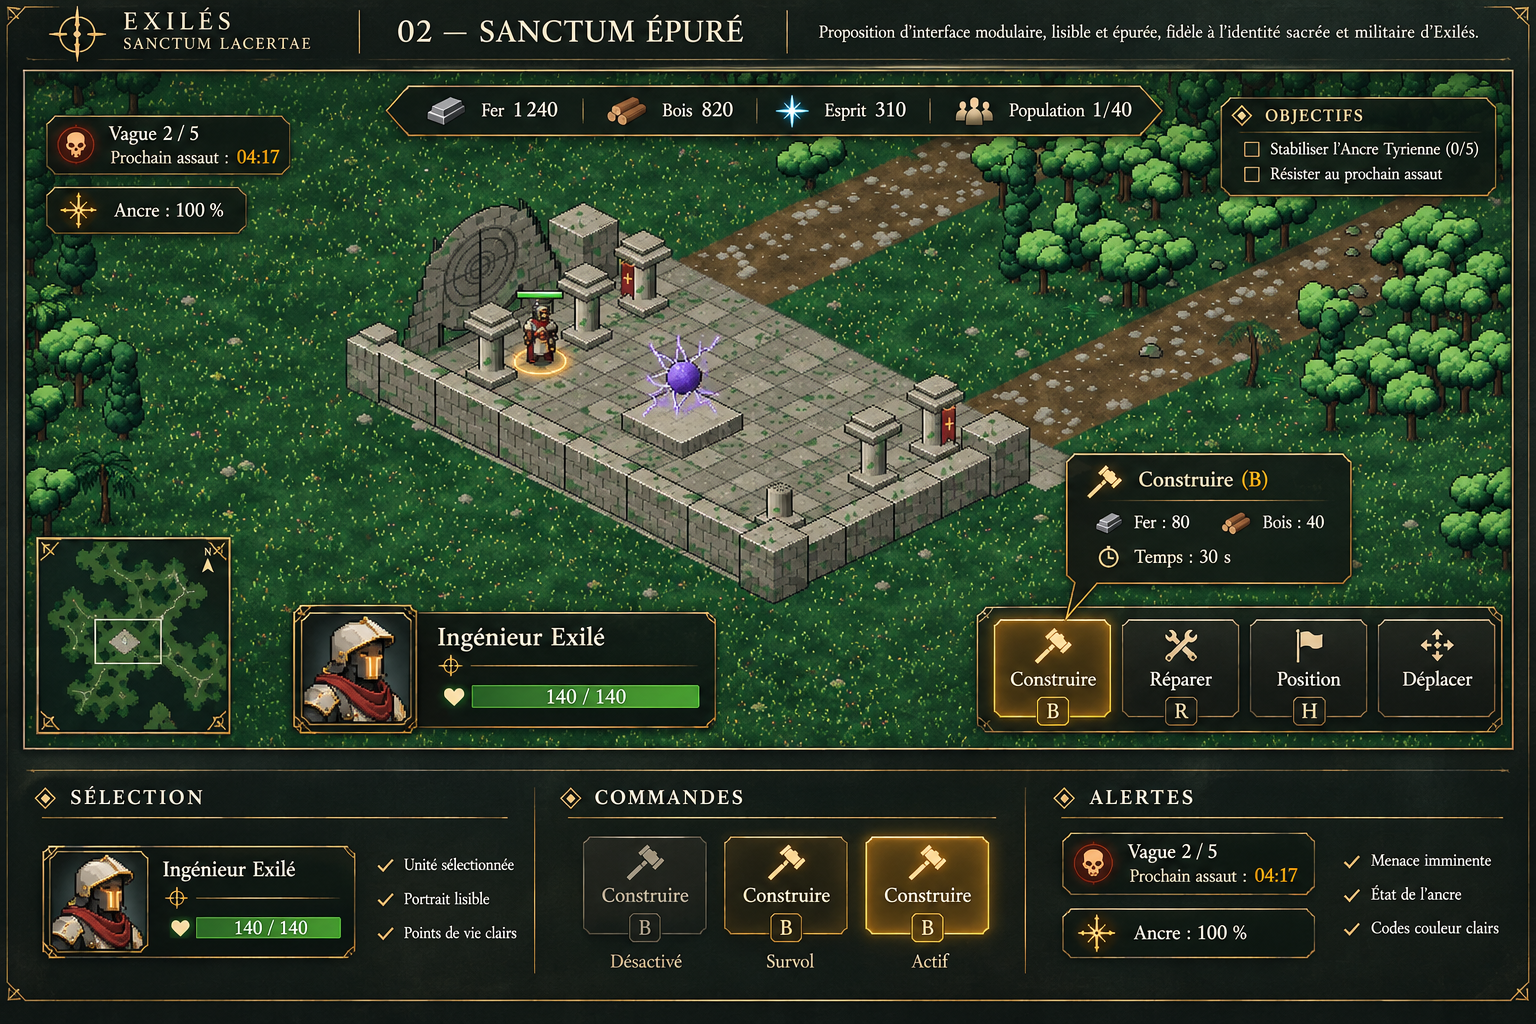 EXILÉS
SANCTUM LACERTAE
02 — SANCTUM ÉPURÉ
Proposition d'interface modulaire, lisible et épurée, fidèle à l'identité sacrée et militaire d'Exilés.
Fer 1 240
Bois 820
Esprit 310
Population 1/40
Vague 2 / 5
Prochain assaut : 04:17
Ancre : 100 %
OBJECTIFS
Stabiliser l'Ancre Tyrienne (0/5)
Résister au prochain assaut
Construire (B)
Fer : 80
Bois : 40
Temps : 30 s
N
Ingénieur Exilé
140 / 140
Construire
B
Réparer
R
Position
H
Déplacer
SÉLECTION
Ingénieur Exilé
140 / 140
Unité sélectionnée
Portrait lisible
Points de vie clairs
COMMANDES
Construire
B
Désactivé
Construire
B
Survol
Construire
B
Actif
ALERTES
Vague 2 / 5
Prochain assaut : 04:17
Ancre : 100 %
Menace imminente
État de l'ancre
Codes couleur clairs